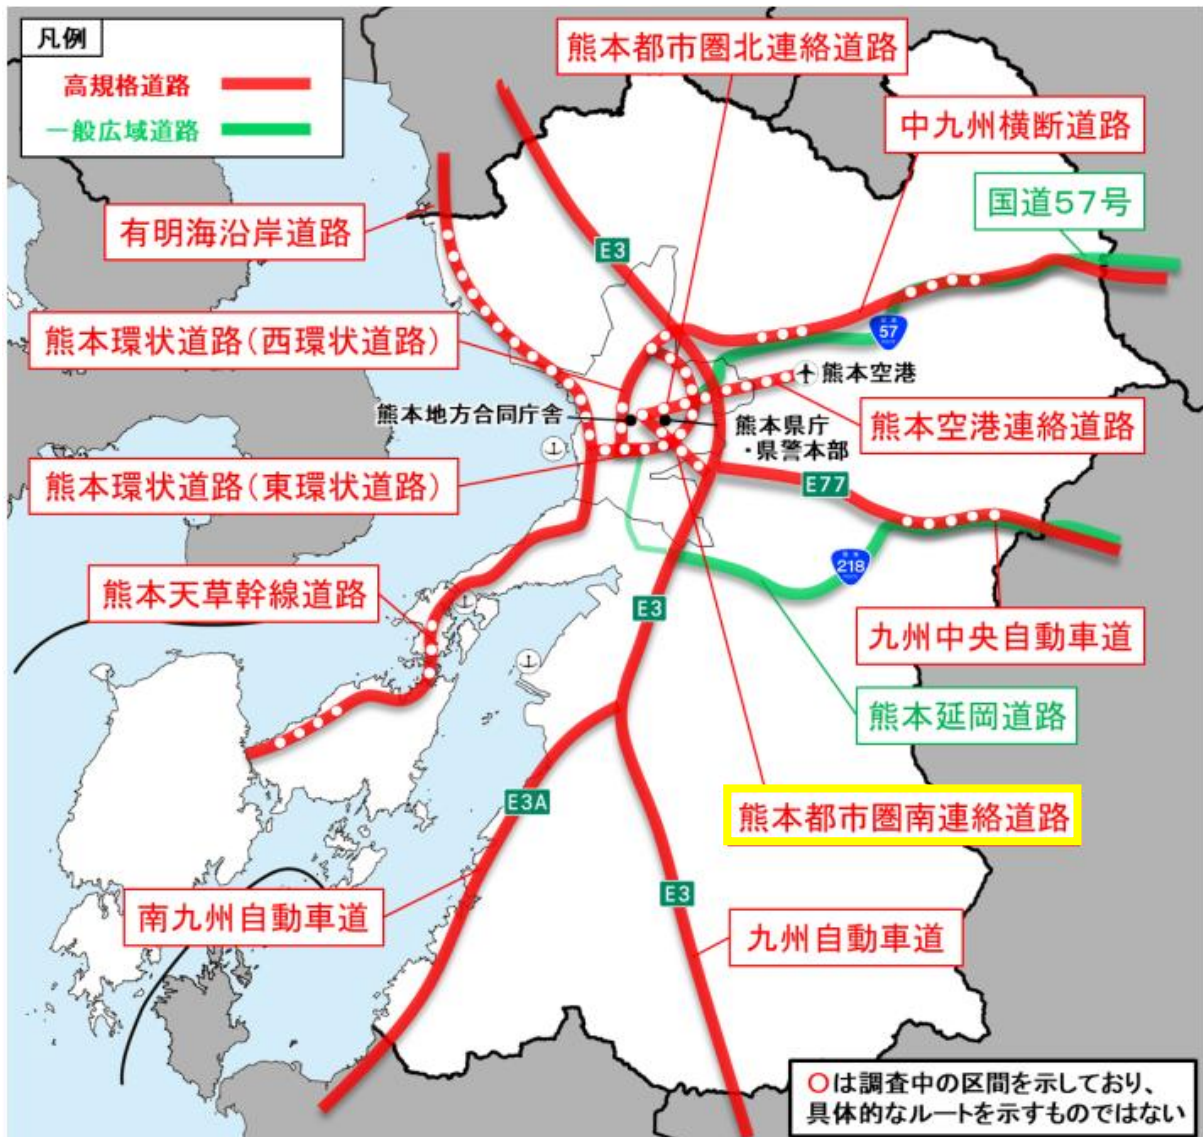 凡例
高規格道路
一般広域道路
熊本都市圏北連絡道路
中九州横断道路
国道57号
有明海沿岸道路
E3
熊本環状道路(西環状道路)
57
熊本空港
熊本地方合同庁舎
熊本県庁
・県警本部
熊本空港連絡道路
熊本環状道路(東環状道路)
E77
218
熊本天草幹線道路
E3
九州中央自動車道
熊本延岡道路
E3A
熊本都市圏南連絡道路
E3
南九州自動車道
九州自動車道
○は調査中の区間を示しており、
具体的なルートを示すものではない